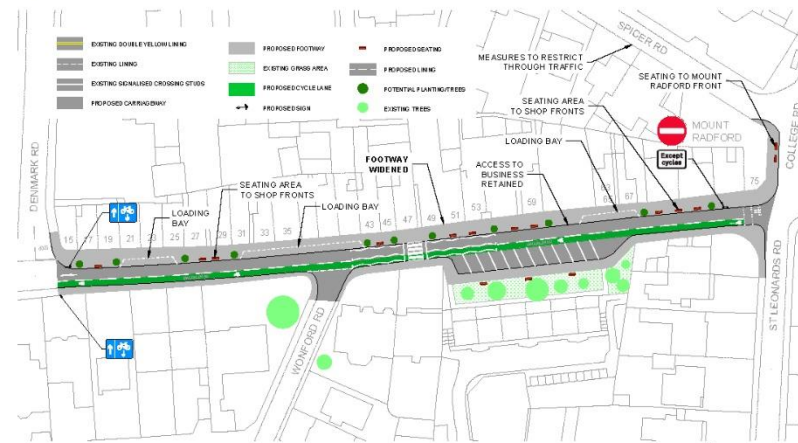 EXISTING DOUBLE YELLOW LINING
EXISTING LINING
EXISTING SIGNALISED CROSSING STUDS
PROPOSED CARRIAGEWAY
PROPOSED FOOTWAY
EXISTING GRASS AREA
PROPOSED CYCLE LANE
PROPOSED SIGN
PROPOSED SEATING
PROPOSED LINING
POTENTIAL PLANTING/TREES
EXISTING TREES
SPICER RD
MEASURES TO RESTRICT
THROUGH TRAFFIC
SEATING TO MOUNT
RADFORD FRONT
SEATING AREA
TO SHOP FRONTS
LOADING BAY
MOUNT
RADFORD
Except
cycles
COLLEGE RD
DENMARK RD
FOOTWAY
WIDENED
ACCESS TO
BUSINESS
RETAINED
SEATING AREA
TO SHOP FRONTS
LOADING
BAY
LOADING BAY
15
17
19
21
23
25
27
29
31
33
35
43
45
47
49
51
53
59
63
67
75
WONFORD RD
ST LEONARDS RD